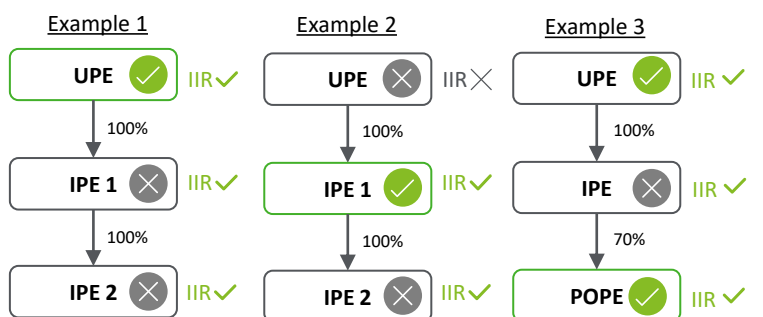 Example 1
UPE IIR
100%
IPE 1 IIR
100%
IPE 2 IIR
Example 2
UPE IIR
100%
IPE 1 IIR
100%
IPE 2 IIR
Example 3
UPE IIR
100%
IPE IIR
70%
POPE IIR